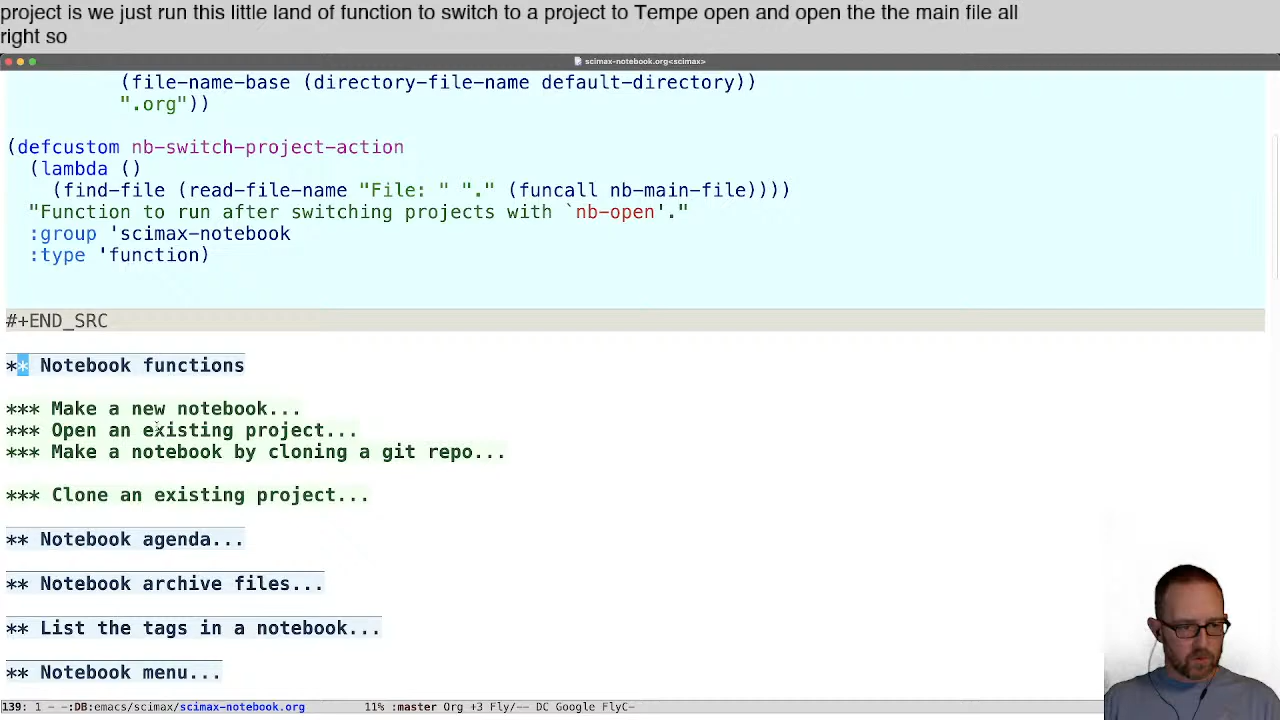 project is we just run this little land of function to switch to a project to Tempe open and open the the main file all
right so
scimax-notebook.org<scimax>
(file-name-base (directory-file-name default-directory))
".org"))
(defcustom nb-switch-project-action
(lambda ()
(find-file (read-file-name "File: " "." (funcall nb-main-file))))
"Function to run after switching projects with `nb-open'."
:group 'scimax-notebook
:type 'function)
#+END_SRC
** Notebook functions
*** Make a new notebook...
*** Open an existing project...
*** Make a notebook by cloning a git repo...
*** Clone an existing project...
** Notebook agenda...
** Notebook archive files...
** List the tags in a notebook...
** Notebook menu...
139: 1 - -:DB:emacs/scimax/scimax-notebook.org 11% :master Org +3 Fly/-- DC Google FlyC-